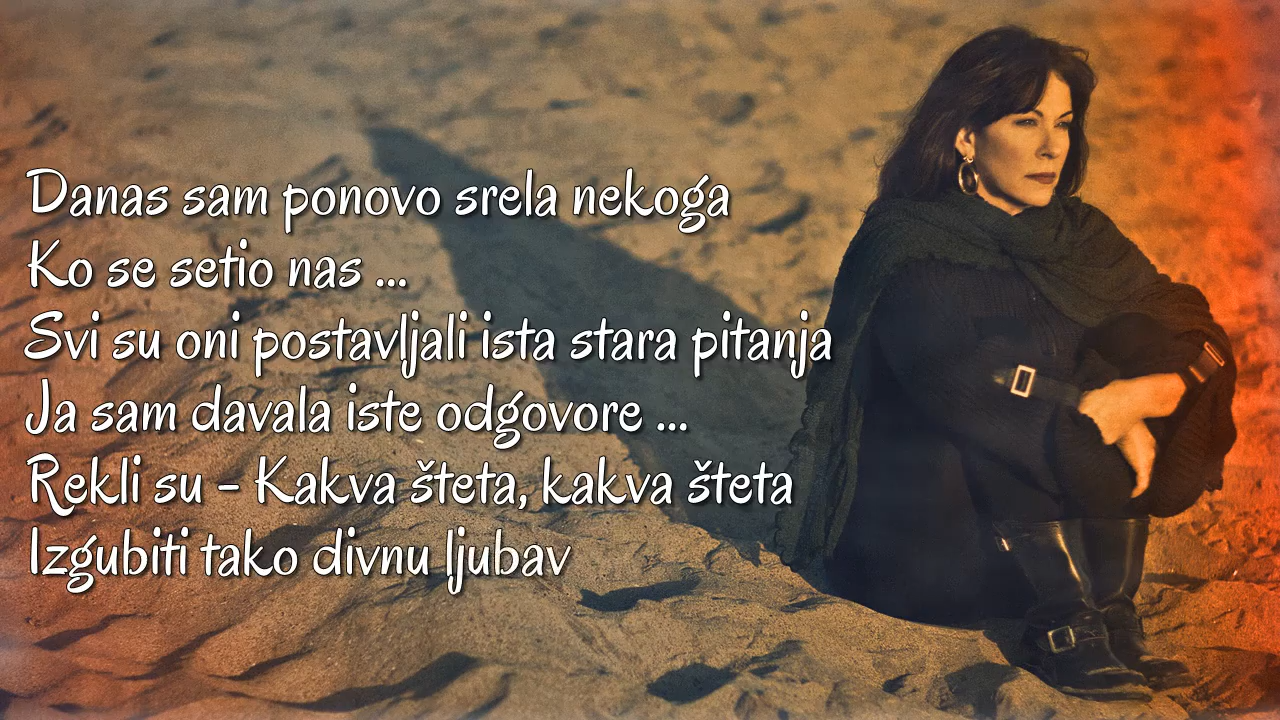 Danas sam ponovo srela nekoga
Ko se setio nas ...
Svi su oni postavljali ista stara pitanja
Ja sam davala iste odgovore ...
Rekli su - Kakva šteta, kakva šteta
Izgubiti tako divnu ljubav